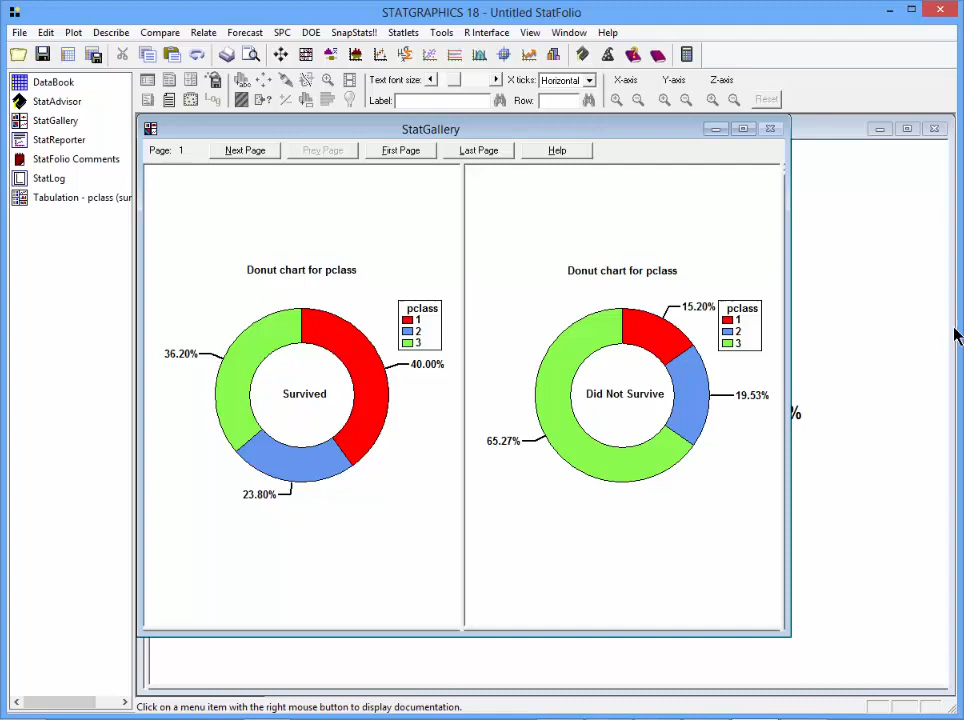 STATGRAPHICS 18 - Untitled StatFolio
File Edit Plot Describe Compare Relate Forecast SPC DOE SnapStats!! Statlets Tools R Interface View Window Help
Text font size: X ticks: Horizontal X-axis Y-axis Z-axis
Log Label: Row: Reset
DataBook
StatAdvisor
StatGallery
StatReporter
StatFolio Comments
StatLog
Tabulation - pclass (sur
StatGallery
Page: 1 Next Page Prev Page First Page Last Page Help
Donut chart for pclass
pclass
1
2
3
36.20%
40.00%
Survived
23.80%
Donut chart for pclass
15.20%
pclass
1
2
3
Did Not Survive
19.53%
65.27%
%
Click on a menu item with the right mouse button to display documentation.